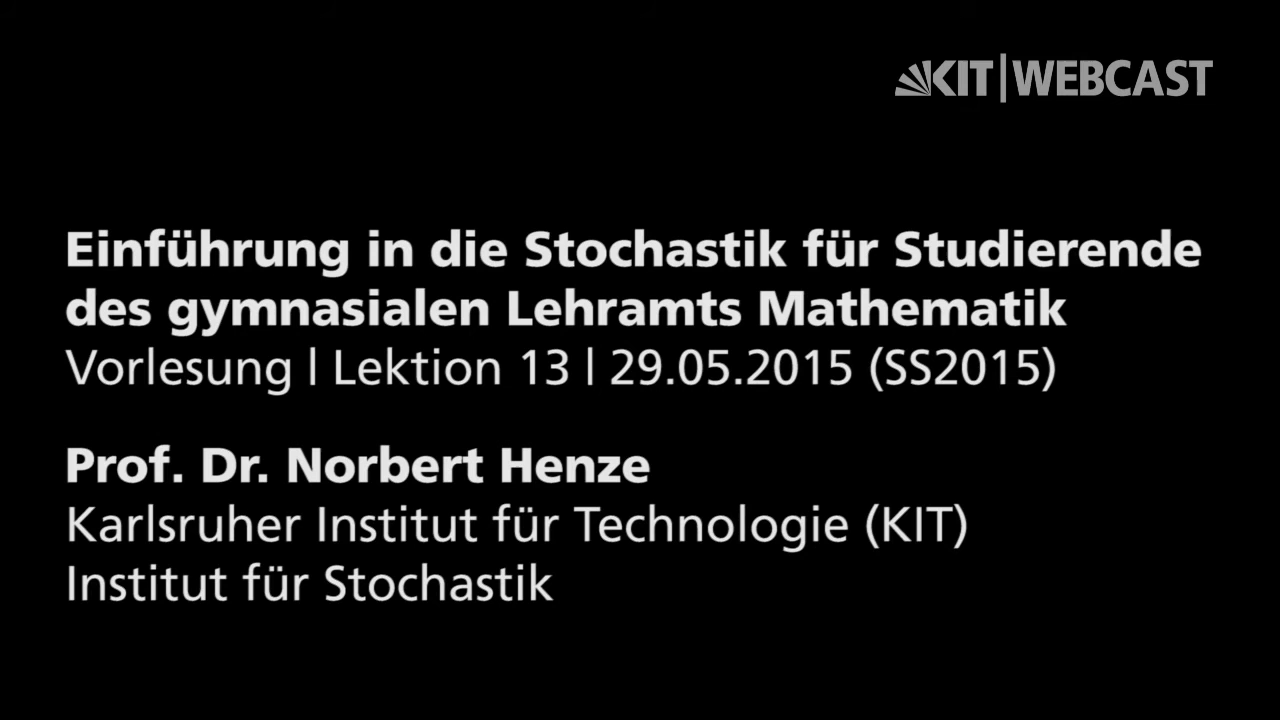 KIT | WEBCAST
Einführung in die Stochastik für Studierende
des gymnasialen Lehramts Mathematik
Vorlesung | Lektion 13 | 29.05.2015 (SS2015)
Prof. Dr. Norbert Henze
Karlsruher Institut für Technologie (KIT)
Institut für Stochastik